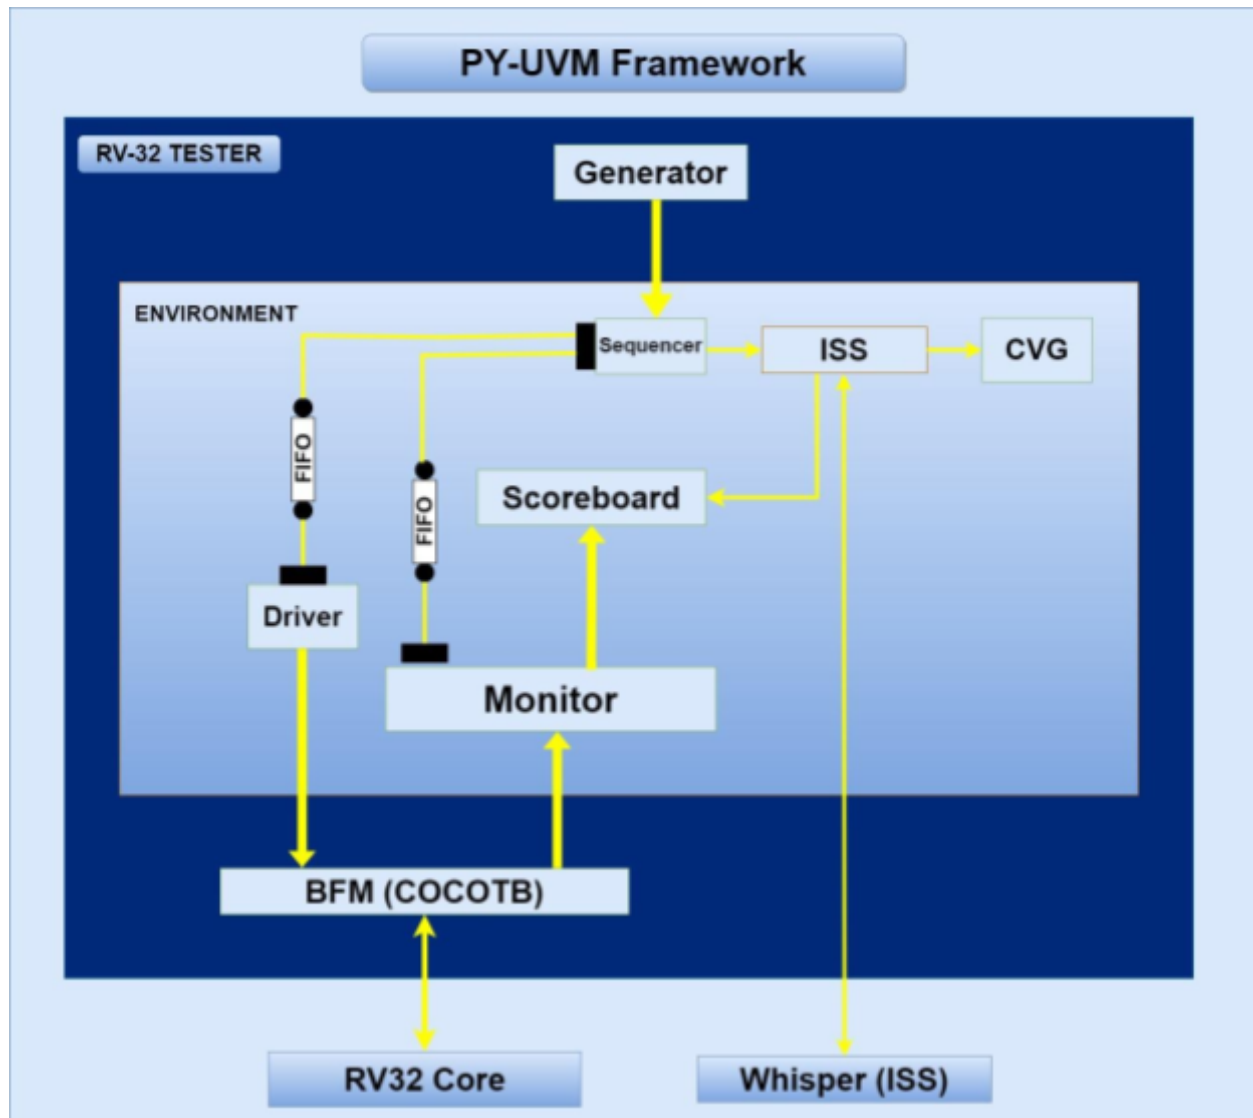 PY-UVM Framework
RV-32 TESTER
Generator
ENVIRONMENT
Sequencer
ISS
CVG
FIFO
FIFO
Scoreboard
Driver
Monitor
BFM (COCOTB)
RV32 Core
Whisper (ISS)